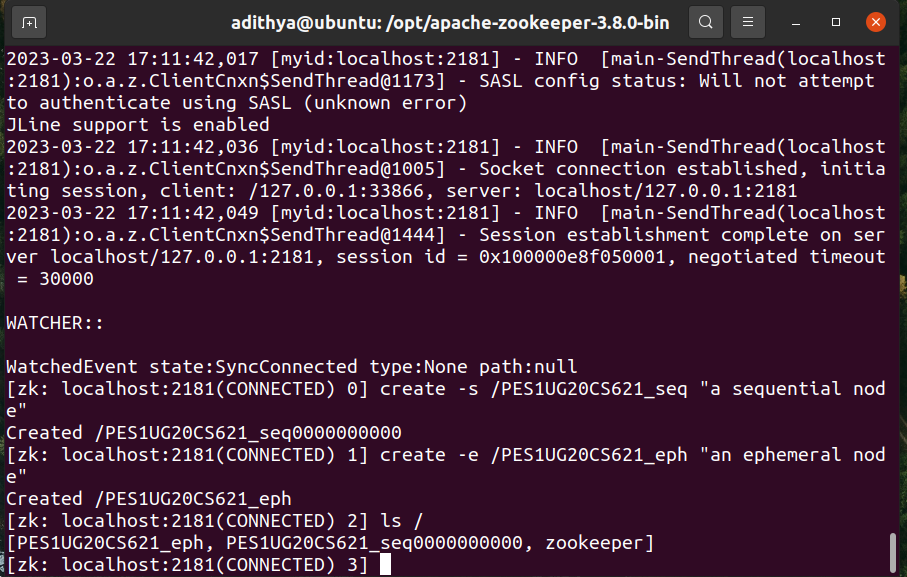 adithya@ubuntu: /opt/apache-zookeeper-3.8.0-bin
2023-03-22 17:11:42,017 [myid:localhost:2181] - INFO  [main-SendThread(localhost
:2181):o.a.z.ClientCnxn$SendThread@1173] - SASL config status: Will not attempt
to authenticate using SASL (unknown error)
JLine support is enabled
2023-03-22 17:11:42,036 [myid:localhost:2181] - INFO  [main-SendThread(localhost
:2181):o.a.z.ClientCnxn$SendThread@1005] - Socket connection established, initia
ting session, client: /127.0.0.1:33866, server: localhost/127.0.0.1:2181
2023-03-22 17:11:42,049 [myid:localhost:2181] - INFO  [main-SendThread(localhost
:2181):o.a.z.ClientCnxn$SendThread@1444] - Session establishment complete on ser
ver localhost/127.0.0.1:2181, session id = 0x100000e8f050001, negotiated timeout
 = 30000
WATCHER::
WatchedEvent state:SyncConnected type:None path:null
[zk: localhost:2181(CONNECTED) 0] create -s /PES1UG20CS621_seq "a sequential nod
e"
Created /PES1UG20CS621_seq0000000000
[zk: localhost:2181(CONNECTED) 1] create -e /PES1UG20CS621_eph "an ephemeral nod
e"
Created /PES1UG20CS621_eph
[zk: localhost:2181(CONNECTED) 2] ls /
[PES1UG20CS621_eph, PES1UG20CS621_seq0000000000, zookeeper]
[zk: localhost:2181(CONNECTED) 3]